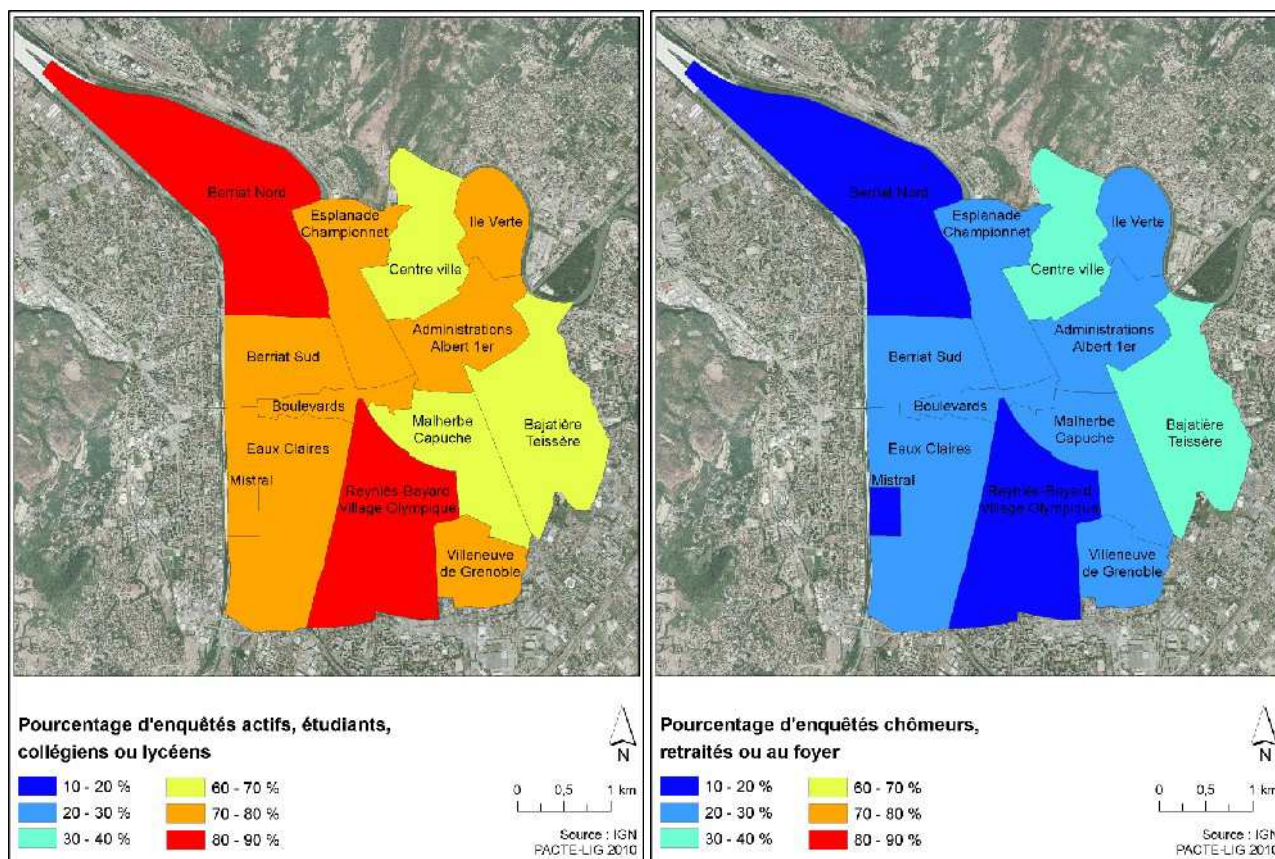 Berriat Nord
Esplanade
Championnet
Ile Verte
Centre ville
Administrations
Albert 1er
Berriat Sud
Boulevards
Malherbe
Capuche
Bajatière
Teissère
Eaux Claires
Mistral
Reyniès-Bayard
Village Olympique
Villeneuve
de Grenoble
Pourcentage d'enquêtés actifs, étudiants,
collégiens ou lycéens
N
10 - 20 %
60 - 70 %
20 - 30 %
70 - 80 %
30 - 40 %
80 - 90 %
0 0,5 1 km
Source : IGN
PACTE-LIG 2010
Berriat Nord
Esplanade
Championnet
Ile Verte
Centre ville
Administrations
Albert 1er
Berriat Sud
Boulevards
Malherbe
Capuche
Bajatière
Teissère
Eaux Claires
Mistral
Reyniès-Bayard
Village Olympique
Villeneuve
de Grenoble
Pourcentage d'enquêtés chômeurs,
retraités ou au foyer
N
10 - 20 %
60 - 70 %
20 - 30 %
70 - 80 %
30 - 40 %
80 - 90 %
0 0,5 1 km
Source : IGN
PACTE-LIG 2010